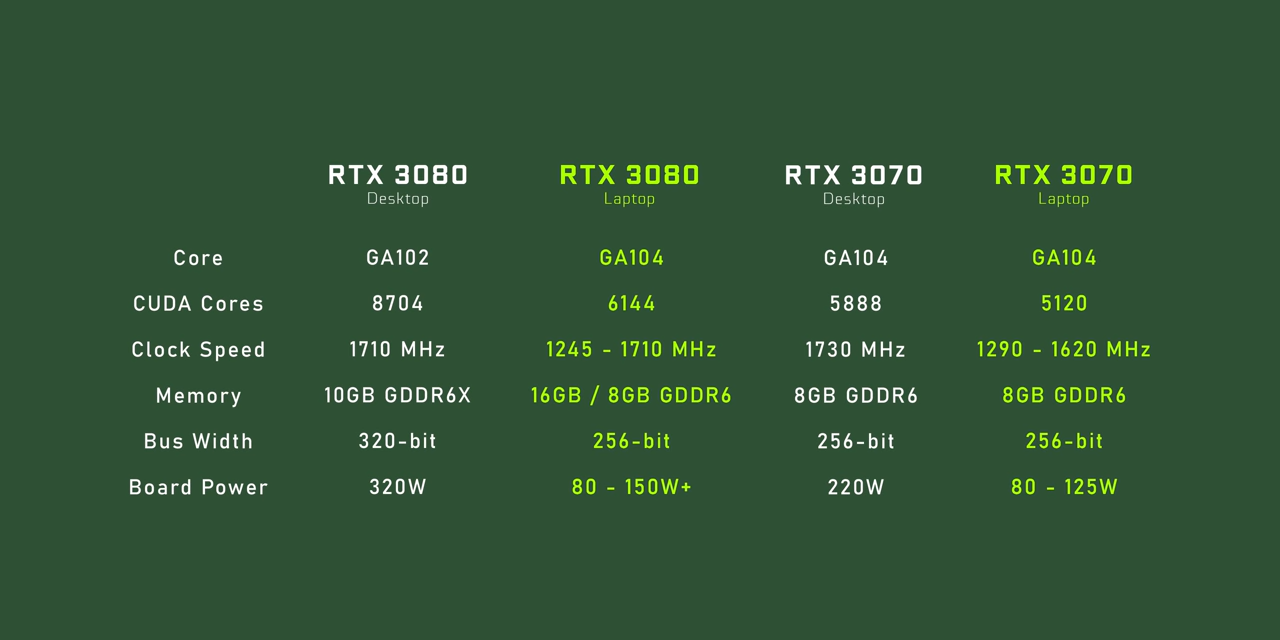 RTX 3080 RTX 3080 RTX 3070 RTX 3070
Desktop Laptop Desktop Laptop
Core GA102 GA104 GA104 GA104
CUDA Cores 8704 6144 5888 5120
Clock Speed 1710 MHz 1245 - 1710 MHz 1730 MHz 1290 - 1620 MHz
Memory 10GB GDDR6X 16GB / 8GB GDDR6 8GB GDDR6 8GB GDDR6
Bus Width 320-bit 256-bit 256-bit 256-bit
Board Power 320W 80 - 150W+ 220W 80 - 125W